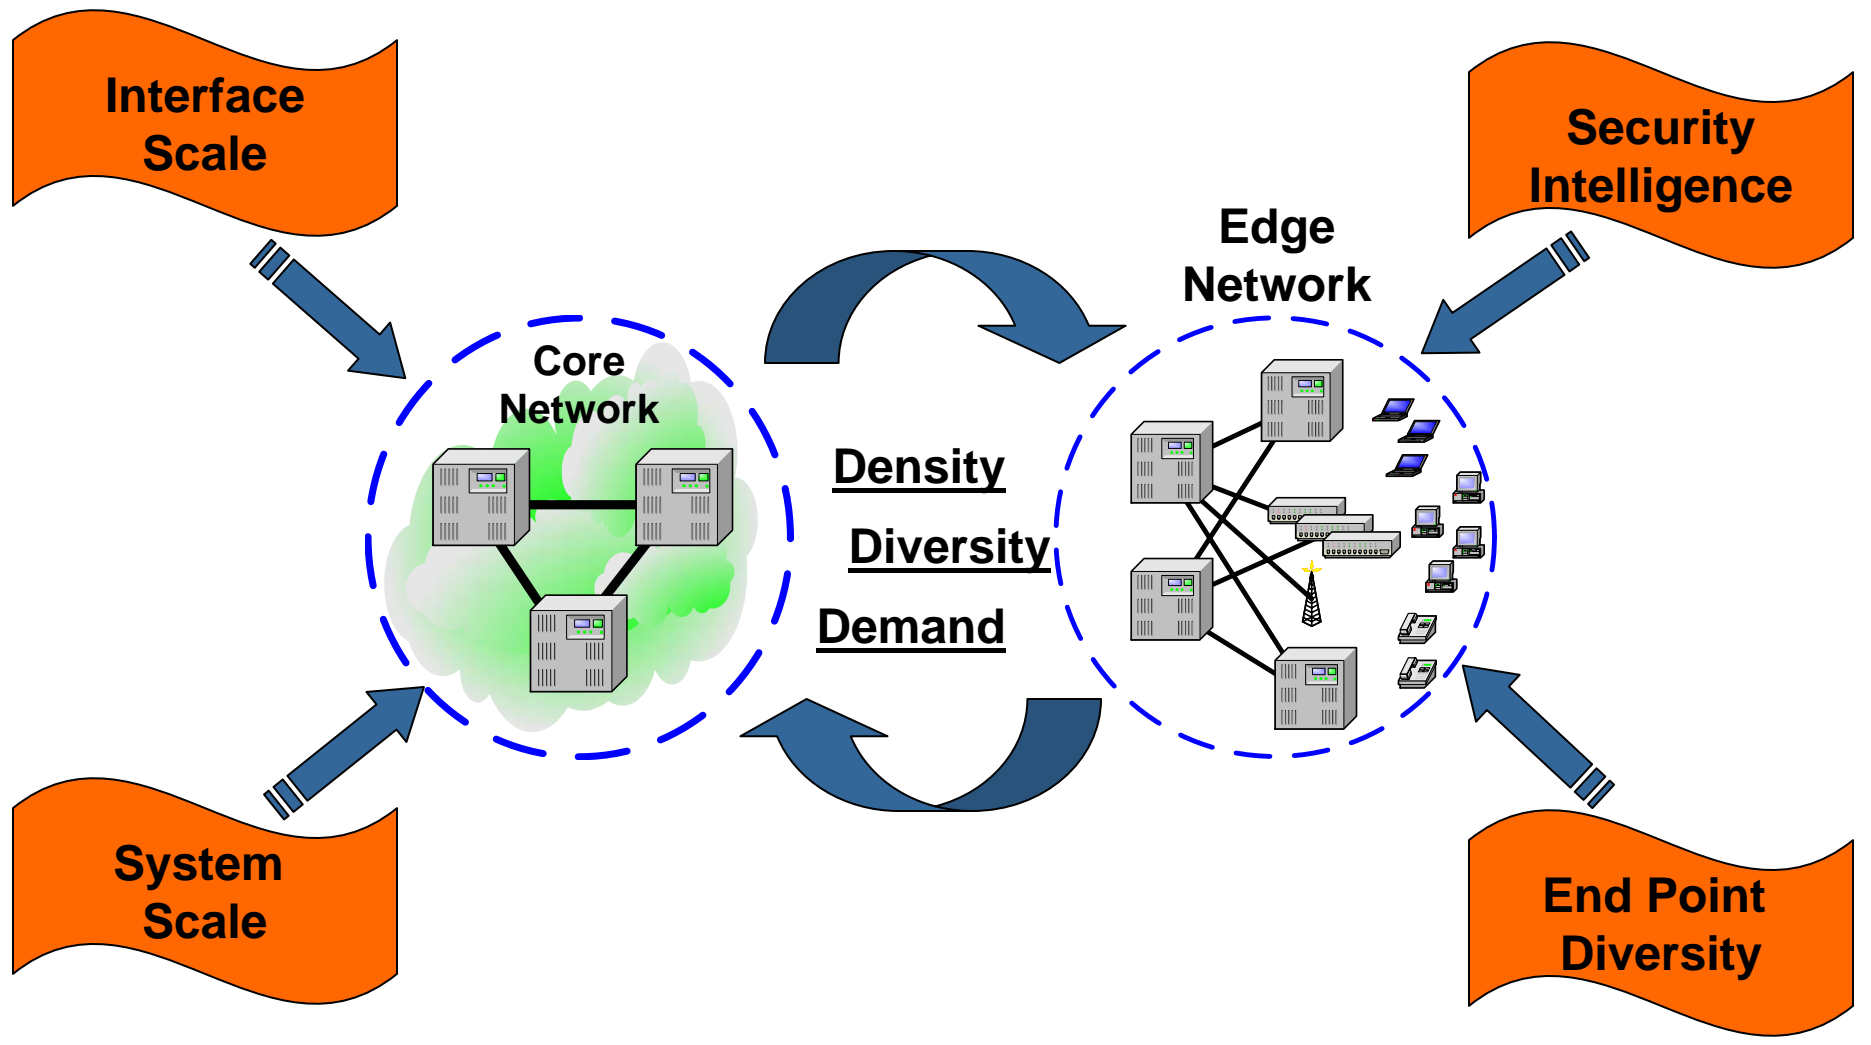 Interface
Scale
Security
Intelligence
Edge
Network
Core
Network
Density
Diversity
Demand
System
Scale
End Point
Diversity